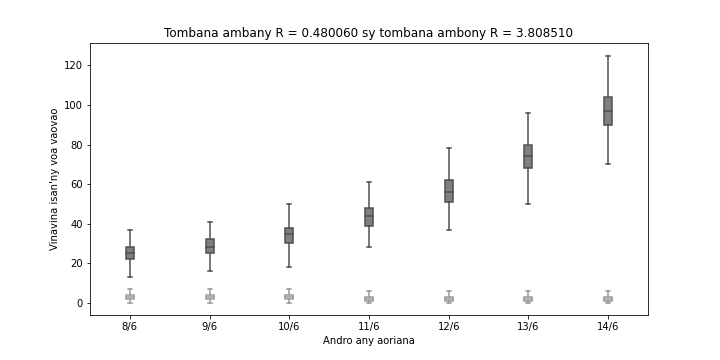 Tombana ambany R = 0.480060 sy tombana ambony R = 3.808510
Vinavina isan'ny voa vaovao
120
100
80
60
40
20
0
8/6 9/6 10/6 11/6 12/6 13/6 14/6
Andro any aoriana